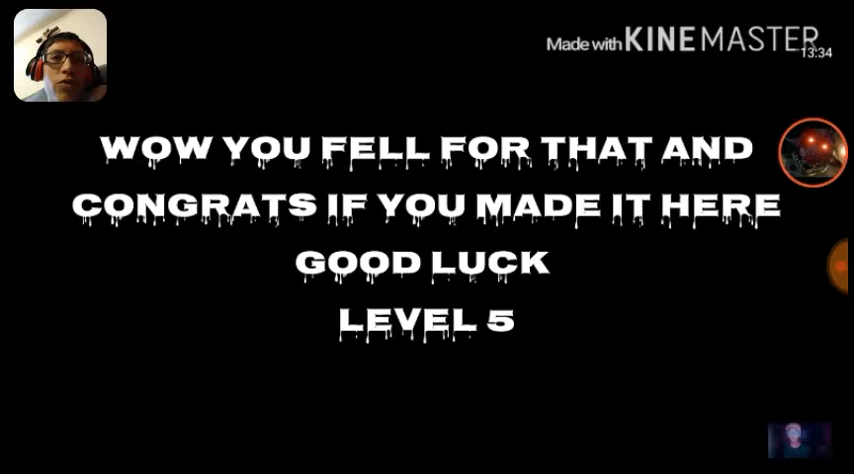 Made with KINEMASTER
13:34
WOW YOU FELL FOR THAT AND
CONGRATS IF YOU MADE IT HERE
GOOD LUCK
LEVEL 5